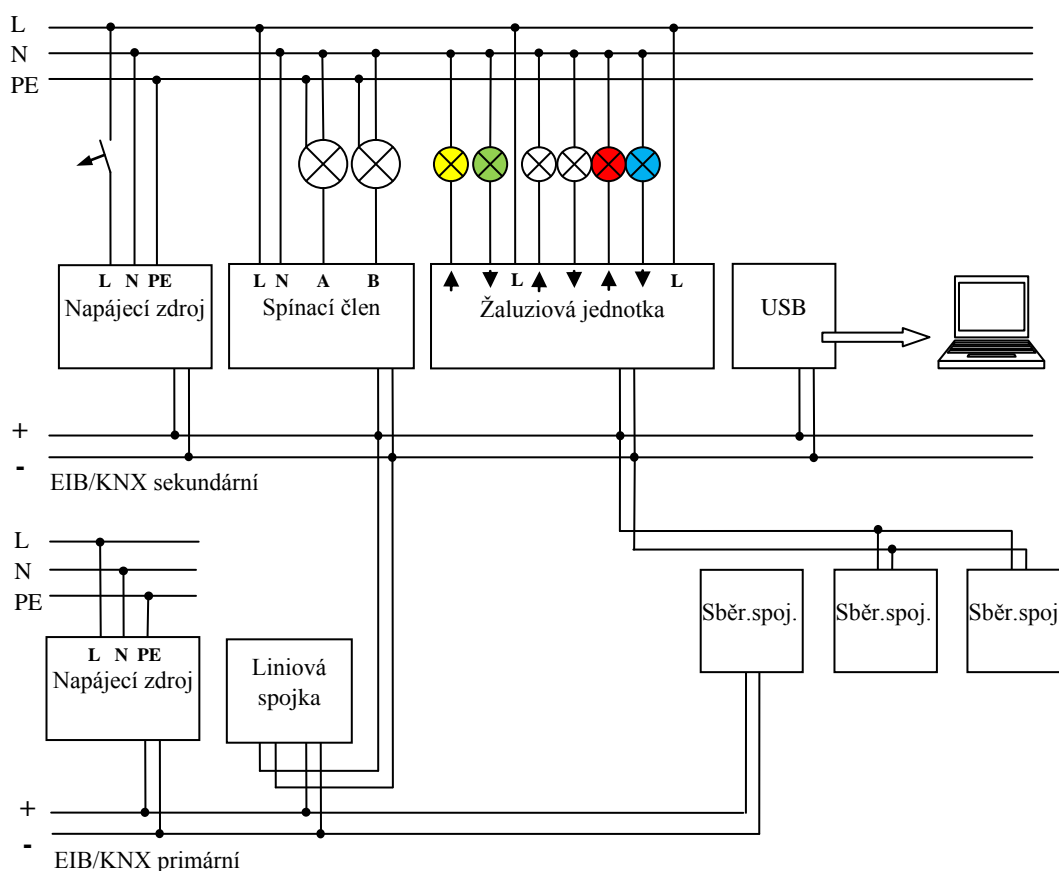 L
N
PE
L N PE
Napájecí zdroj
L N A B
Spínací člen
L L
Žaluziová jednotka
USB
+
-
EIB/KNX sekundární
L
N
PE
L N PE
Napájecí zdroj
Liniová
spojka
Sběr.spoj.
Sběr.spoj.
Sběr.spoj
+
-
EIB/KNX primární